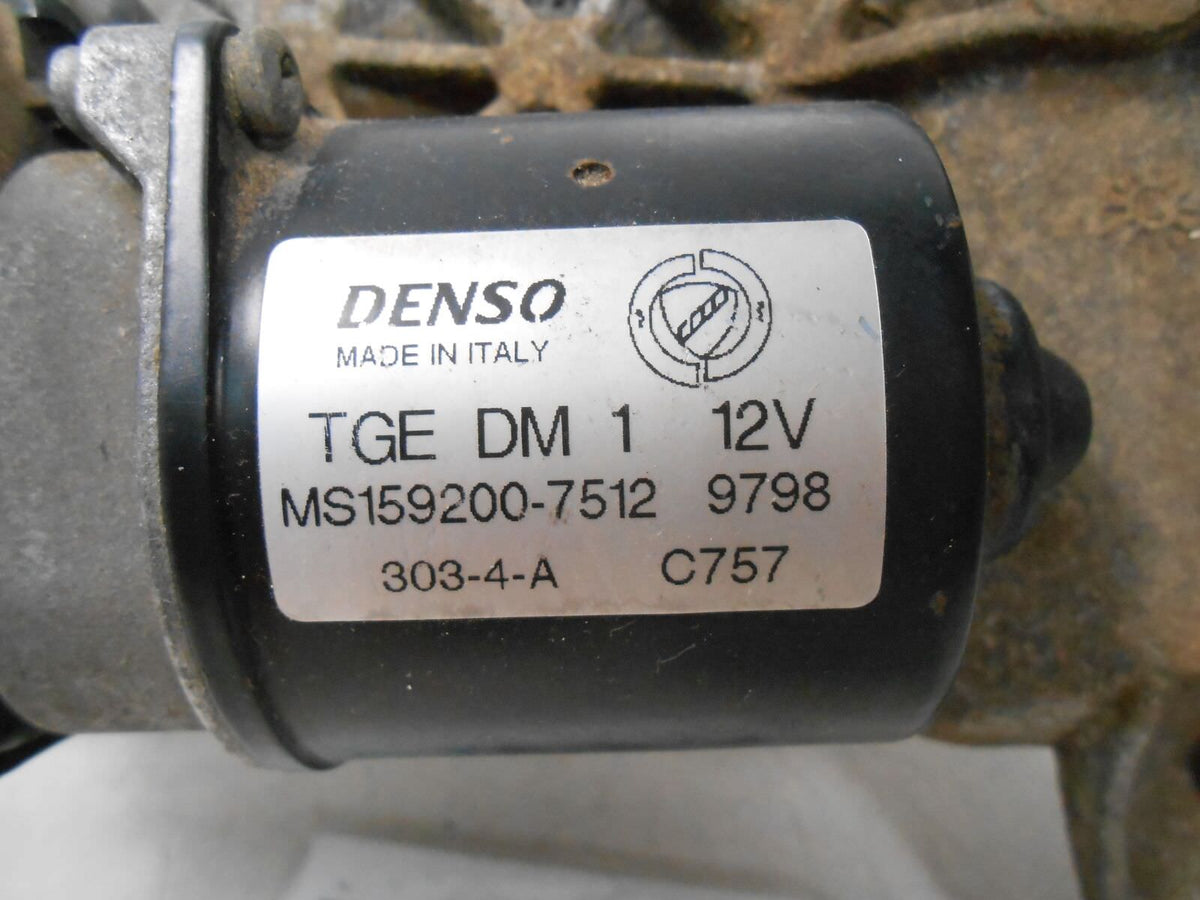 DENSO
MADE IN ITALY
TGE DM 1 12V
MS159200-7512 9798
303-4-A C757